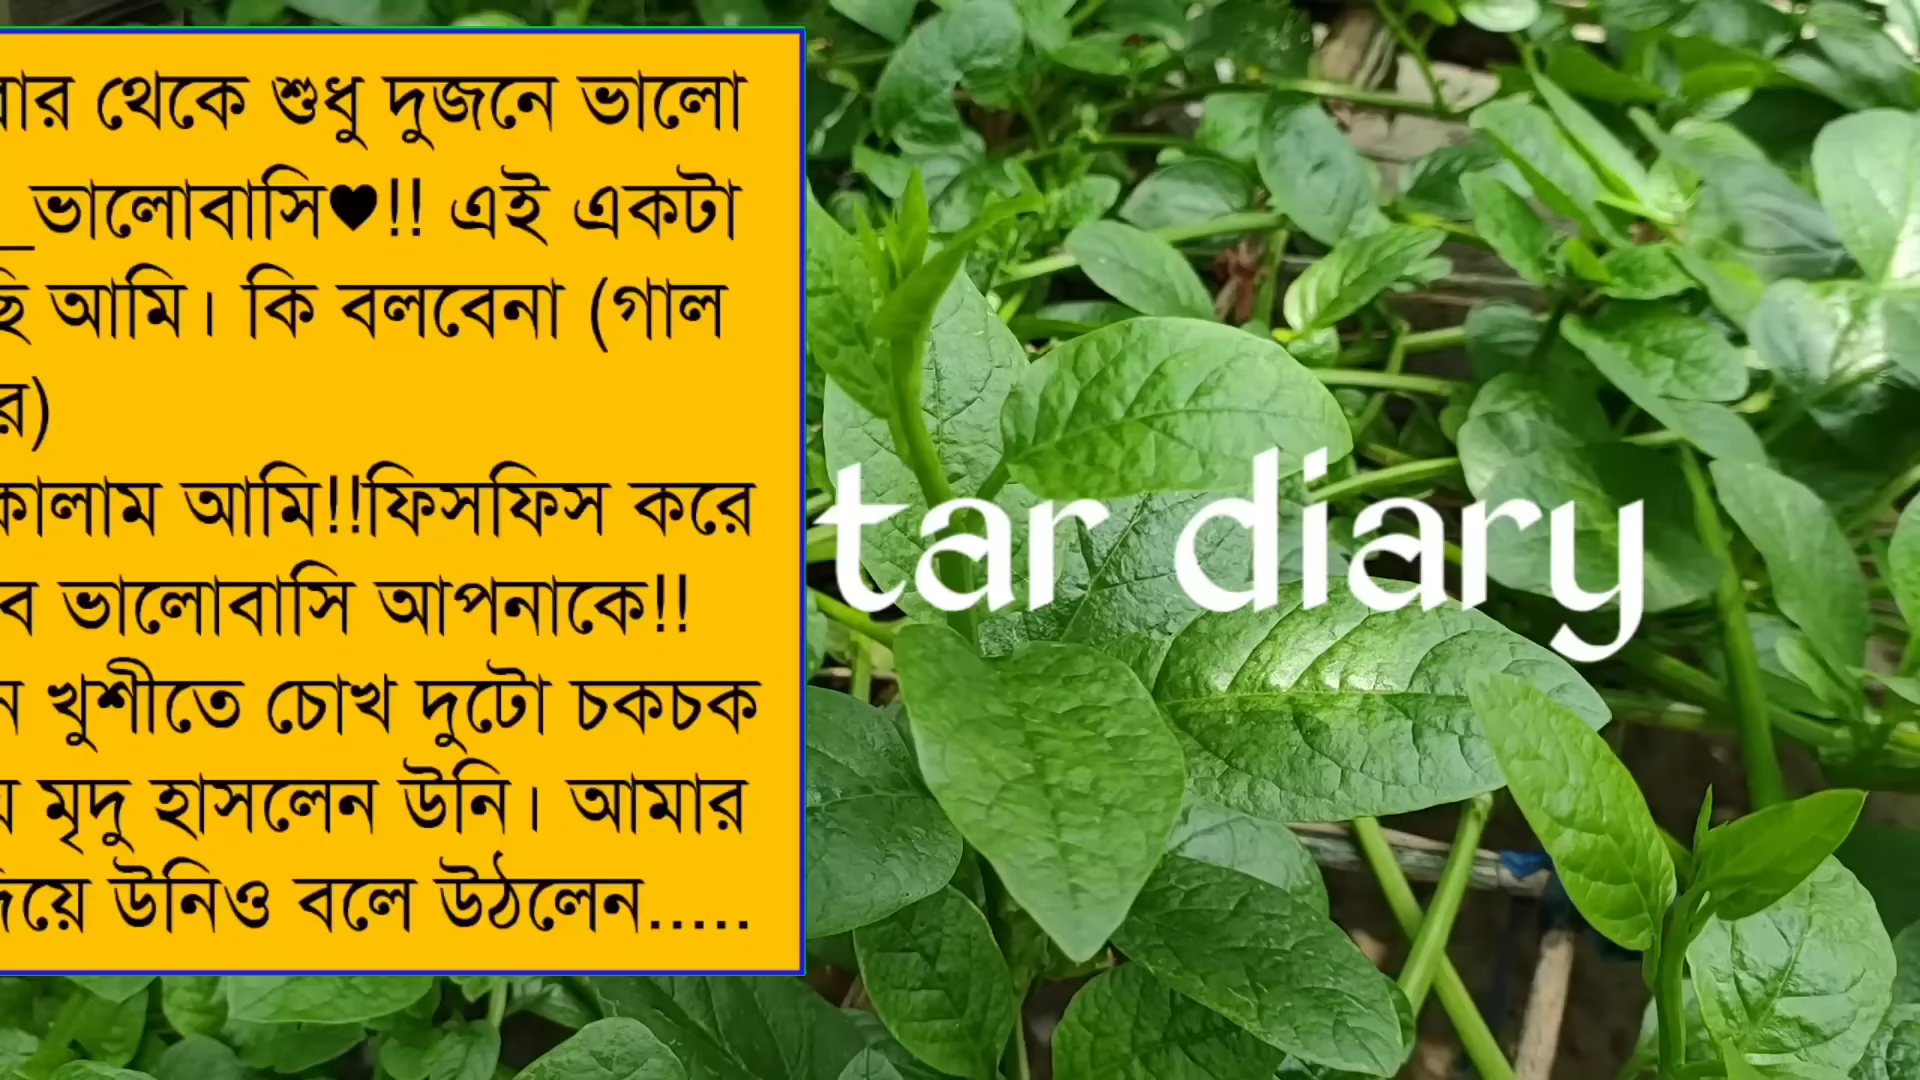 থেকে শুধু দুজনে ভালো
_ভালোবাসি♥!! এই একটা
আমি। কি বলবেনা (গাল
আমি!!ফিসফিস করে
ভালোবাসি আপনাকে!!
খুশীতে চোখ দুটো চকচক
মৃদু হাসলেন উনি। আমার
উনিও বলে উঠলেন.....
tar diary